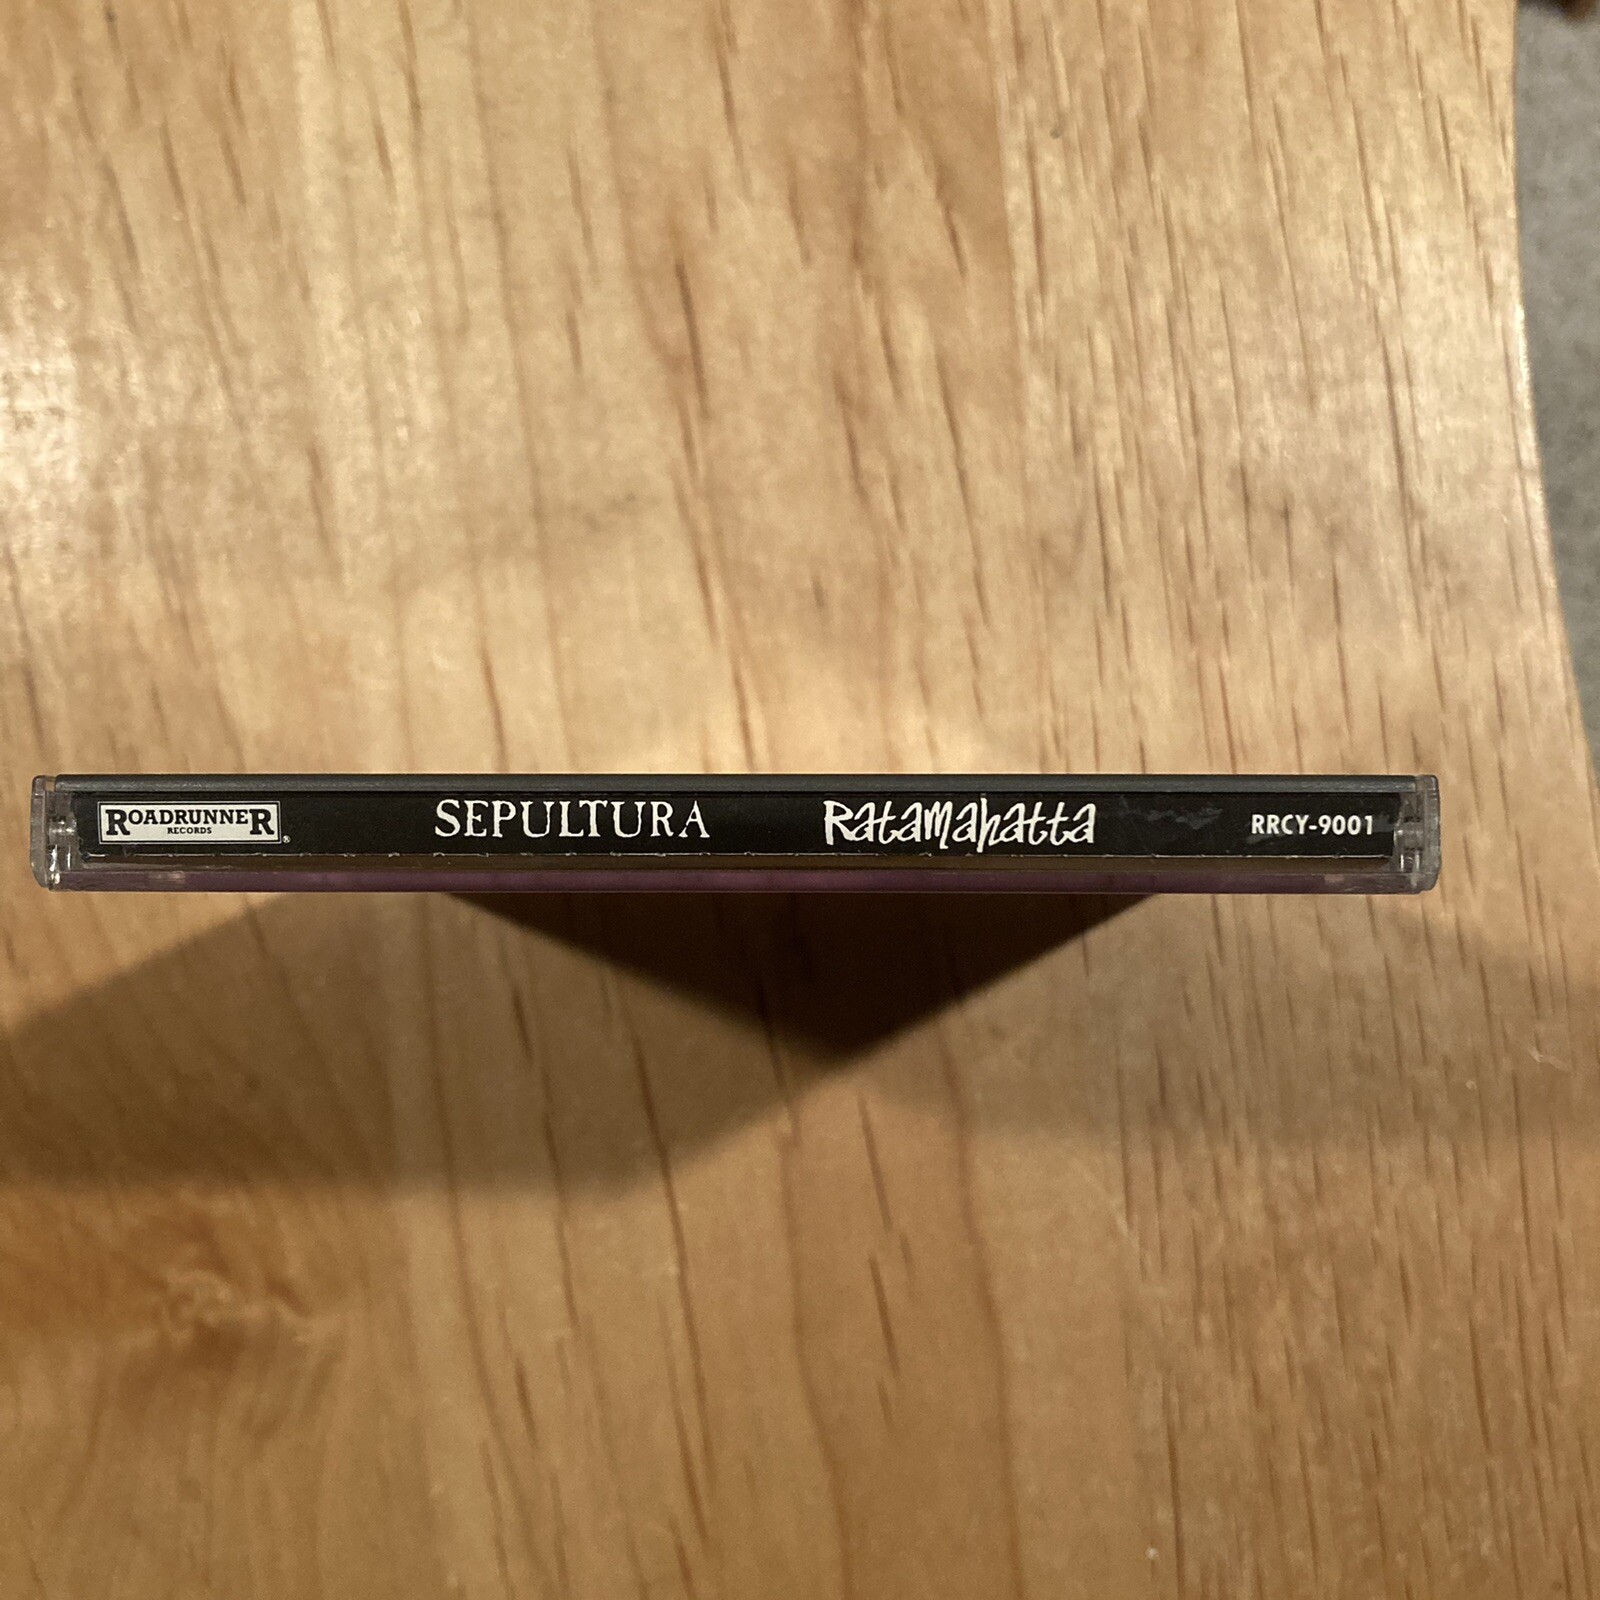 ROADRUNNER
RECORDS
®
SEPULTURA
Ratamahatta
RRCY-9001